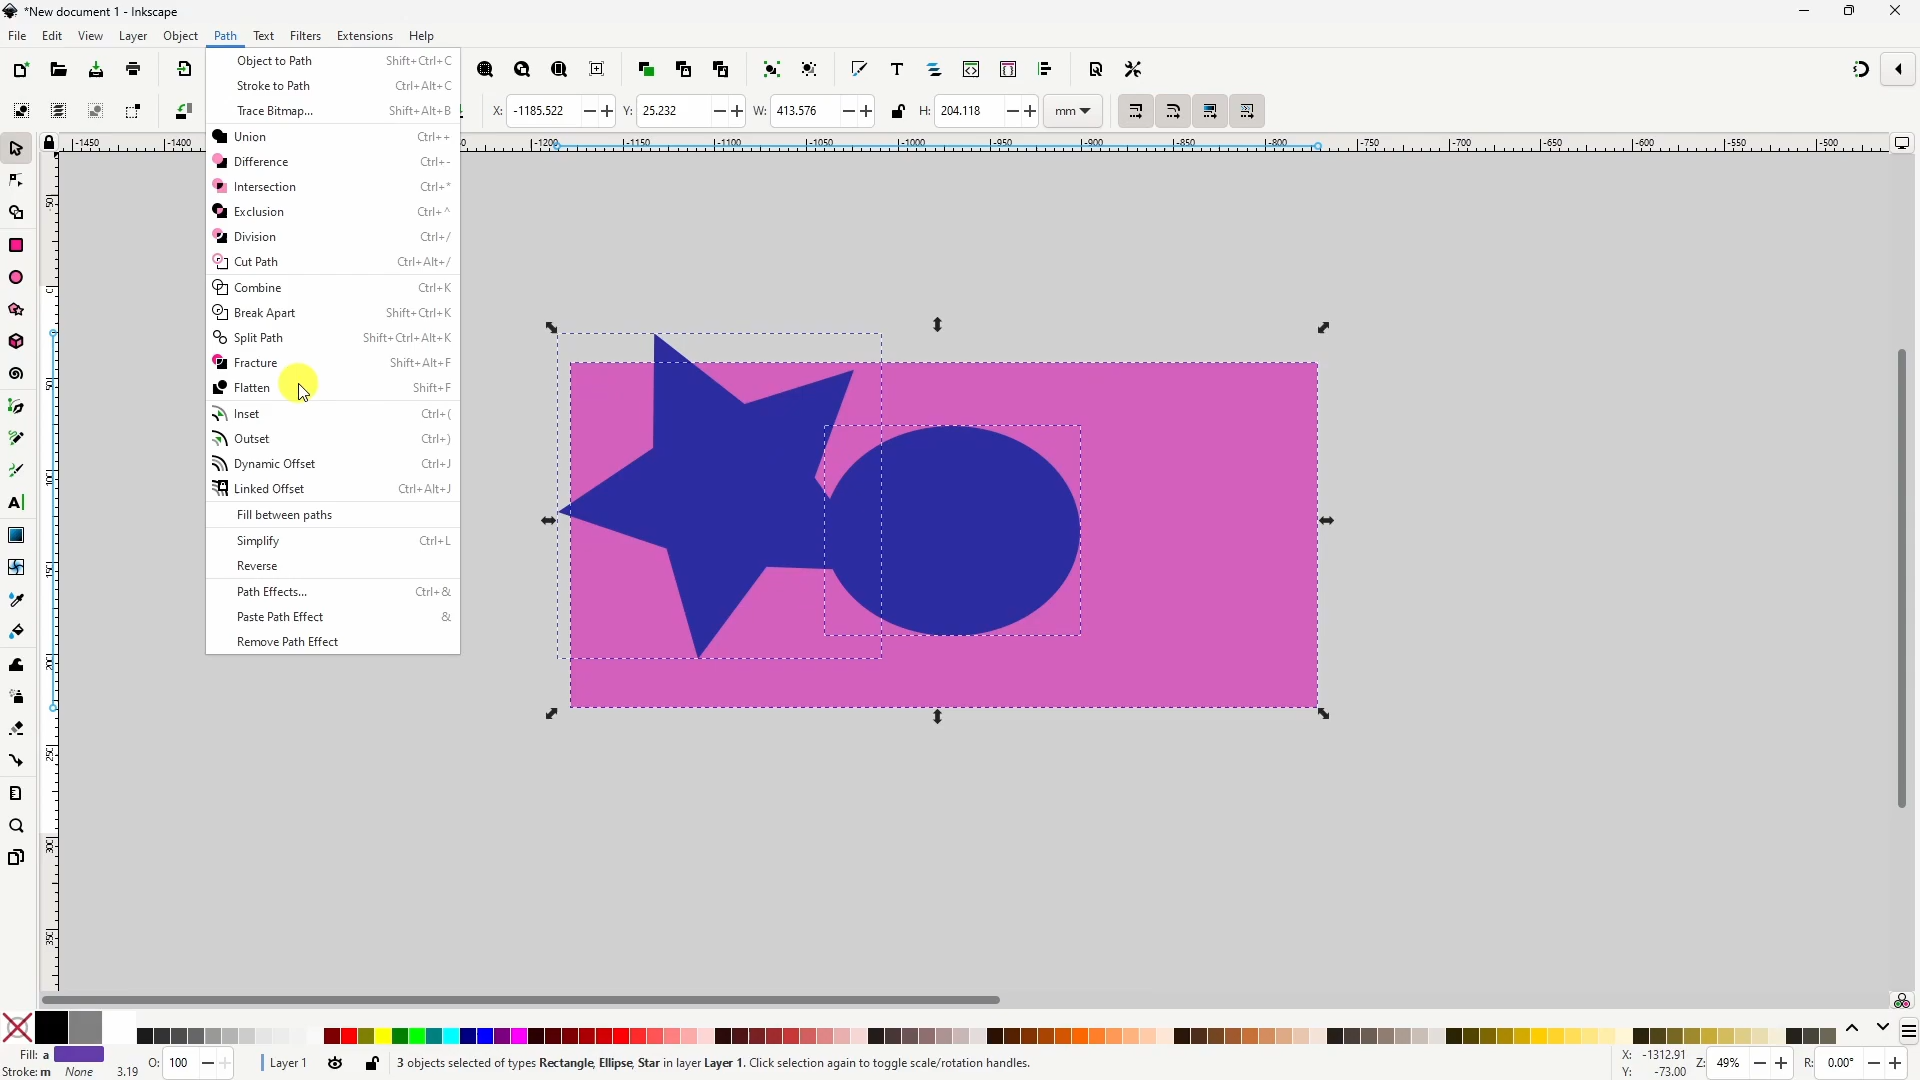 *New document 1 - Inkscape
File Edit View Layer Object Path Text Filters Extensions Help
Object to Path Shift+Ctrl+C
Stroke to Path Ctrl+Alt+C
Trace Bitmap... Shift+Alt+B
X: -1185.522 Y: 25.232 W: 413.576 H: 204.118 mm
Union Ctrl++
-1450 -1400 -1200 -1150 -1100 -1050 -1000 -950 -900 -850 -800 -750 -700 -650 -600 -550 -500
Difference Ctrl+-
Intersection Ctrl+*
Exclusion Ctrl+^
Division Ctrl+/
Cut Path Ctrl+Alt+/
Combine Ctrl+K
Break Apart Shift+Ctrl+K
Split Path Shift+Ctrl+Alt+K
Fracture Shift+Alt+F
Flatten Shift+F
Inset Ctrl+(
Outset Ctrl+)
Dynamic Offset Ctrl+J
Linked Offset Ctrl+Alt+J
Fill between paths
Simplify Ctrl+L
Reverse
Path Effects... Ctrl+&
Paste Path Effect &
Remove Path Effect
Fill: a
Stroke: m None 3.19
O: 100
Layer 1
3 objects selected of types Rectangle, Ellipse, Star in layer Layer 1. Click selection again to toggle scale/rotation handles.
X: -1312.91
Y: -73.00
Z: 49%
R: 0.00°